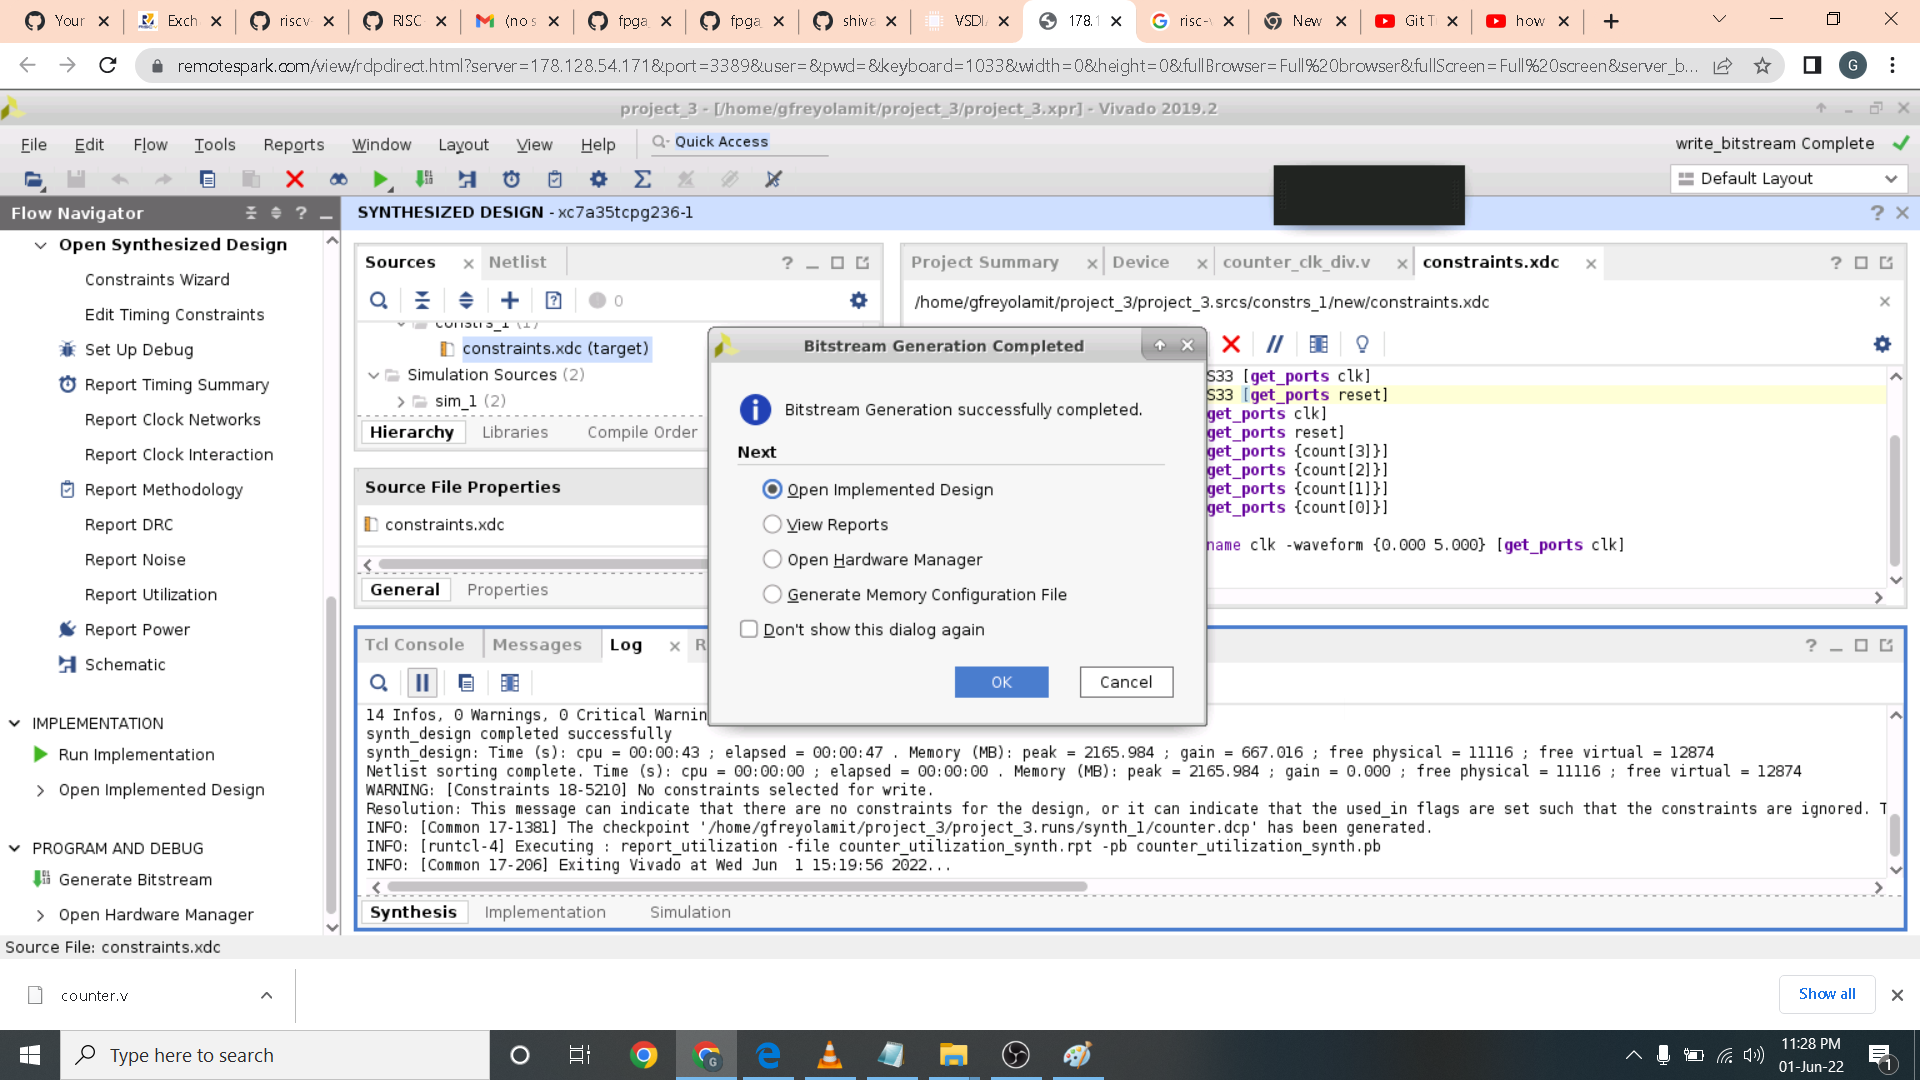 Your
Exch
riscv
RISC
(no s
fpga
fpga
shiva
VSDI
178.1
risc-v
New
Git T
how
remotespark.com/view/rdpdirect.html?server=178.128.54.171&port=3389&user=&pwd=&keyboard=1033&width=0&height=0&fullBrowser=Full%20browser&fullScreen=Full%20screen&server_b...
G
project_3 - [/home/gfreyolamit/project_3/project_3.xpr] - Vivado 2019.2
File Edit Flow Tools Reports Window Layout View Help Quick Access
write_bitstream Complete
Default Layout
Flow Navigator
SYNTHESIZED DESIGN - xc7a35tcpg236-1
Open Synthesized Design
Constraints Wizard
Edit Timing Constraints
Set Up Debug
Report Timing Summary
Report Clock Networks
Report Clock Interaction
Report Methodology
Report DRC
Report Noise
Report Utilization
Report Power
Schematic
IMPLEMENTATION
Run Implementation
Open Implemented Design
PROGRAM AND DEBUG
Generate Bitstream
Open Hardware Manager
Sources Netlist
0
constrs_1 (1)
constraints.xdc (target)
Simulation Sources (2)
sim_1 (2)
Hierarchy Libraries Compile Order
Source File Properties
constraints.xdc
General Properties
Project Summary Device counter_clk_div.v constraints.xdc
/home/gfreyolamit/project_3/project_3.srcs/constrs_1/new/constraints.xdc
S33 [get_ports clk]
S33 [get_ports reset]
get_ports clk]
get_ports reset]
get_ports {count[3]}]
get_ports {count[2]}]
get_ports {count[1]}]
get_ports {count[0]}]
name clk -waveform {0.000 5.000} [get_ports clk]
Bitstream Generation Completed
Bitstream Generation successfully completed.
Next
Open Implemented Design
View Reports
Open Hardware Manager
Generate Memory Configuration File
Don't show this dialog again
OK Cancel
Tcl Console Messages Log R
14 Infos, 0 Warnings, 0 Critical Warnin
synth_design completed successfully
synth_design: Time (s): cpu = 00:00:43 ; elapsed = 00:00:47 . Memory (MB): peak = 2165.984 ; gain = 667.016 ; free physical = 11116 ; free virtual = 12874
Netlist sorting complete. Time (s): cpu = 00:00:00 ; elapsed = 00:00:00 . Memory (MB): peak = 2165.984 ; gain = 0.000 ; free physical = 11116 ; free virtual = 12874
WARNING: [Constraints 18-5210] No constraints selected for write.
Resolution: This message can indicate that there are no constraints for the design, or it can indicate that the used_in flags are set such that the constraints are ignored. T
INFO: [Common 17-1381] The checkpoint '/home/gfreyolamit/project_3/project_3.runs/synth_1/counter.dcp' has been generated.
INFO: [runtcl-4] Executing : report_utilization -file counter_utilization_synth.rpt -pb counter_utilization_synth.pb
INFO: [Common 17-206] Exiting Vivado at Wed Jun  1 15:19:56 2022...
Synthesis Implementation Simulation
Source File: constraints.xdc
counter.v
Show all
Type here to search
11:28 PM
01-Jun-22
1